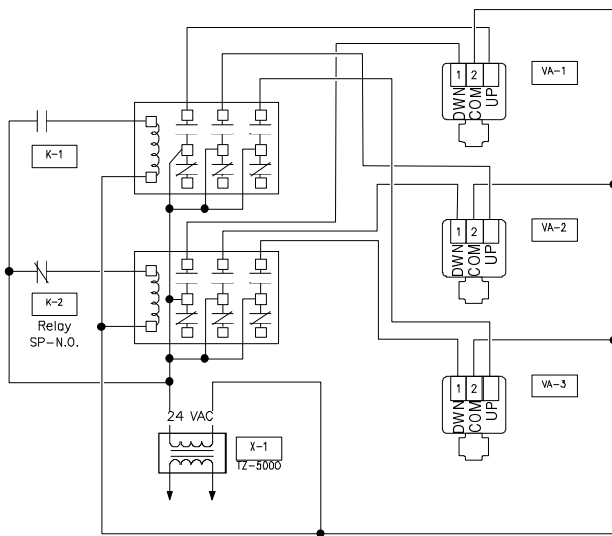 VA-1
1 2
DWN COM UP
K-1
VA-2
1 2
DWN COM UP
K-2
Relay
SP-N.O.
VA-3
1 2
DWN COM UP
24 VAC
X-1
TZ-5000